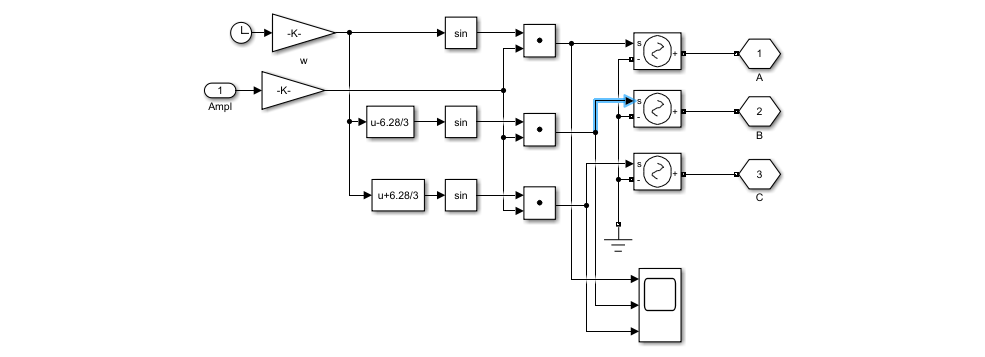 -K-
w
sin
s
-
+
1
A
1
Ampl
-K-
s
-
+
2
B
u-6.28/3
sin
s
-
+
3
C
u+6.28/3
sin